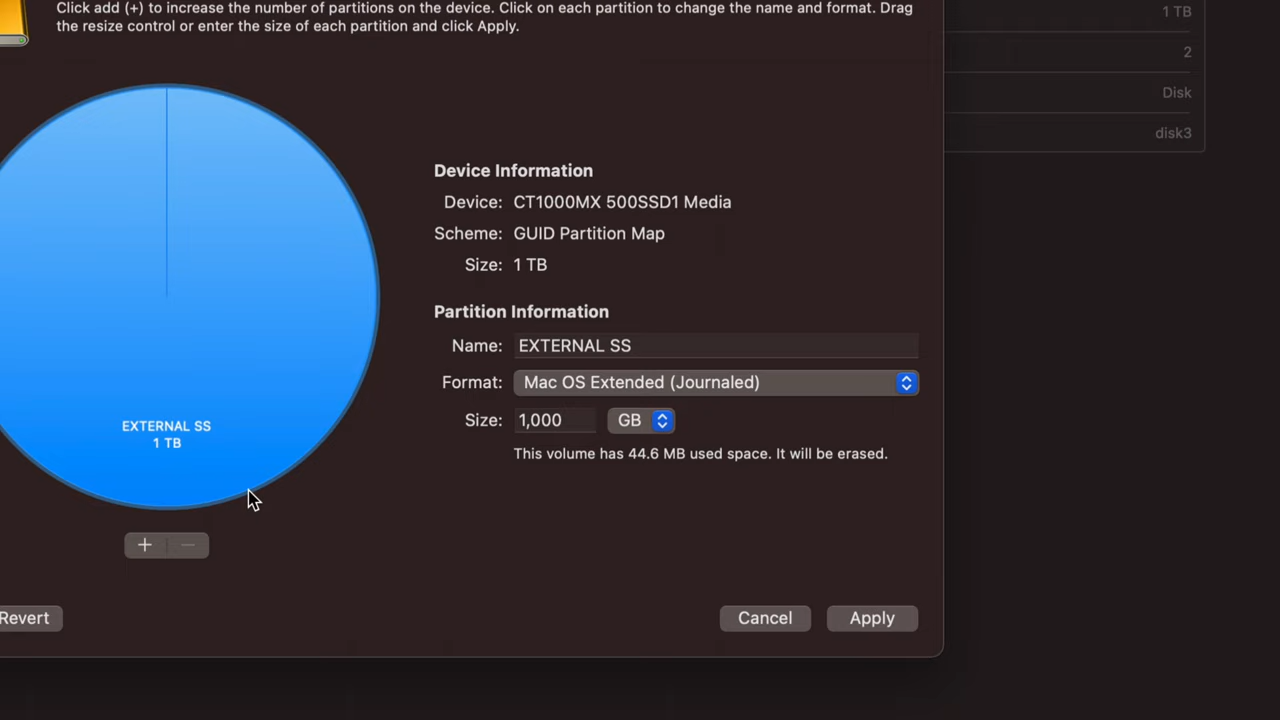 Click add (+) to increase the number of partitions on the device. Click on each partition to change the name and format. Drag
the resize control or enter the size of each partition and click Apply.
1 TB
2
Disk
disk3
Device Information
Device: CT1000MX 500SSD1 Media
Scheme: GUID Partition Map
Size: 1 TB
Partition Information
Name: EXTERNAL SS
Format: Mac OS Extended (Journaled)
Size: 1,000 GB
This volume has 44.6 MB used space. It will be erased.
EXTERNAL SS
1 TB
+ −
Revert
Cancel
Apply